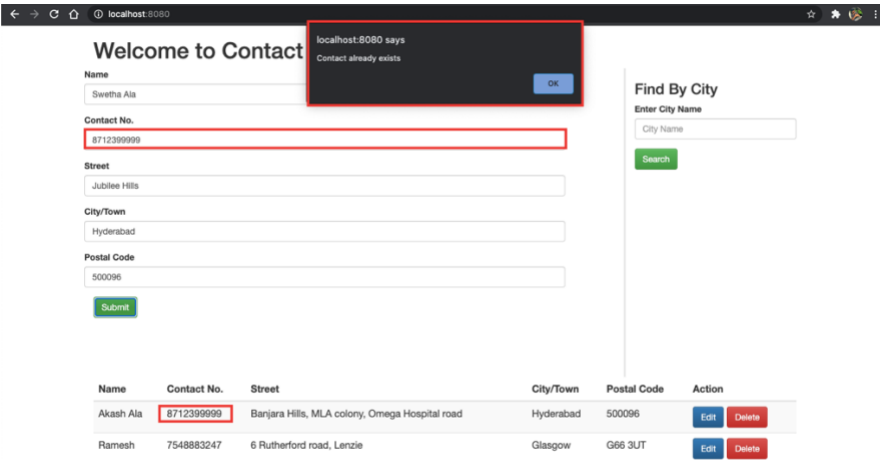 localhost:8080
localhost:8080 says
Contact already exists
OK
Welcome to Contact
Name
Swetha Ala
Contact No.
8712399999
Street
Jubilee Hills
City/Town
Hyderabad
Postal Code
500096
Submit
Find By City
Enter City Name
City Name
Search
Name Contact No. Street City/Town Postal Code Action
Akash Ala 8712399999 Banjara Hills, MLA colony, Omega Hospital road Hyderabad 500096 Edit Delete
Ramesh 7548883247 6 Rutherford road, Lenzie Glasgow G66 3UT Edit Delete